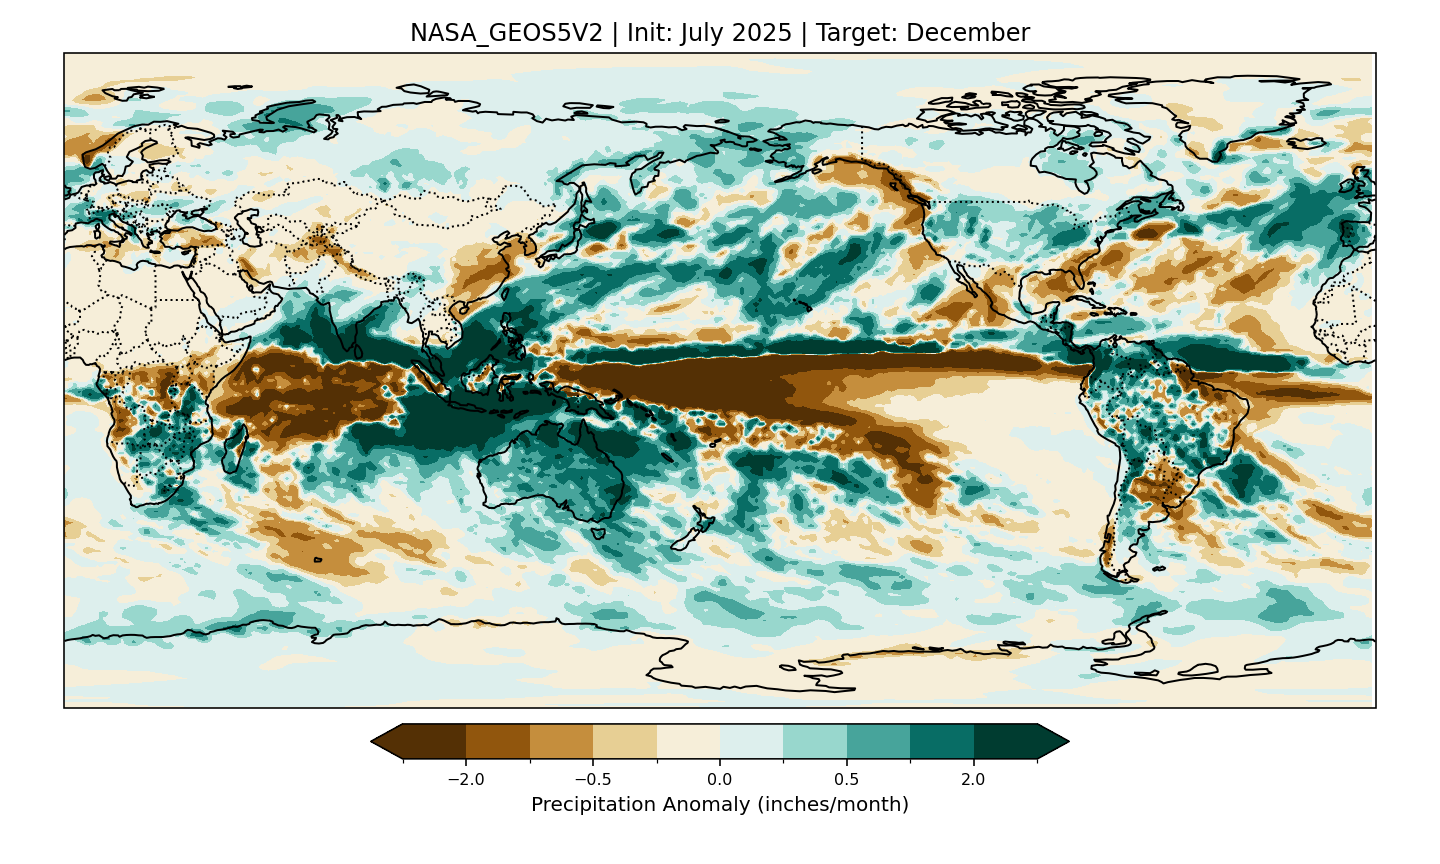 NASA_GEOS5V2 | Init: July 2025 | Target: December
−2.0 −0.5 0.0 0.5 2.0
Precipitation Anomaly (inches/month)